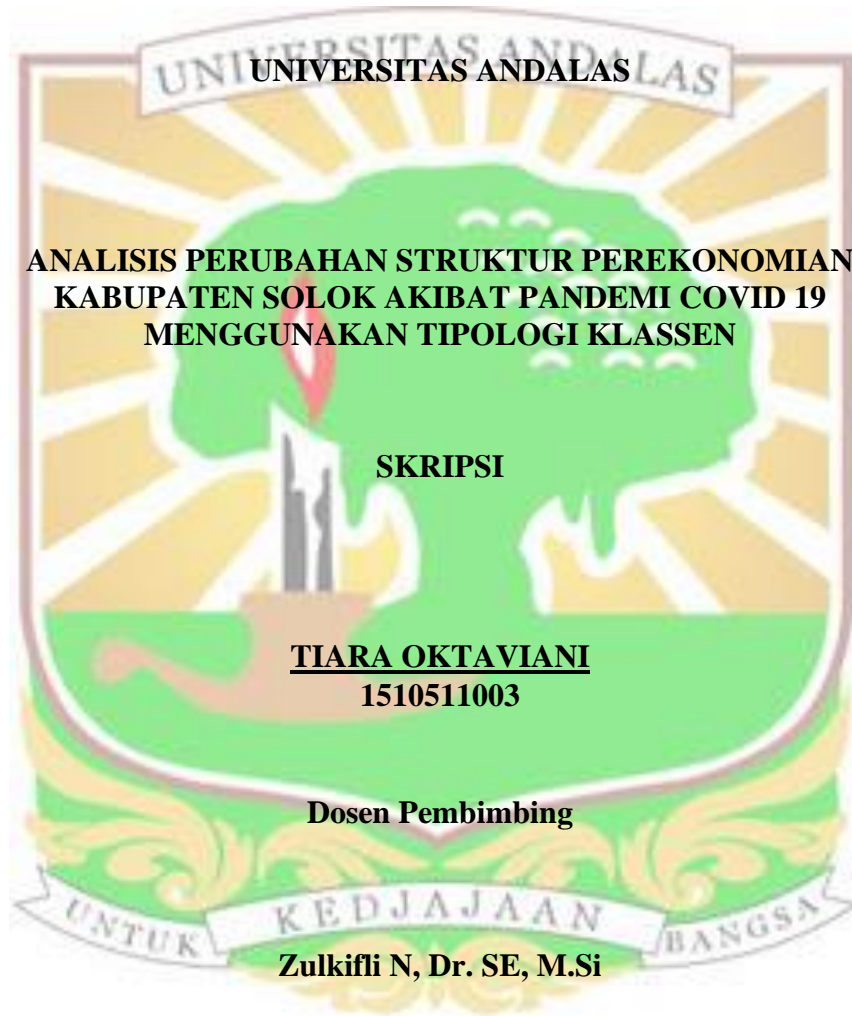 UNIVERSITAS ANDALAS
UNIVERSITAS ANDALAS
ANALISIS PERUBAHAN STRUKTUR PEREKONOMIAN
KABUPATEN SOLOK AKIBAT PANDEMI COVID 19
MENGGUNAKAN TIPOLOGI KLASSEN
SKRIPSI
TIARA OKTAVIANI
1510511003
Dosen Pembimbing
UNTUK KEDJAJAAN BANGSA
Zulkifli N, Dr. SE, M.Si